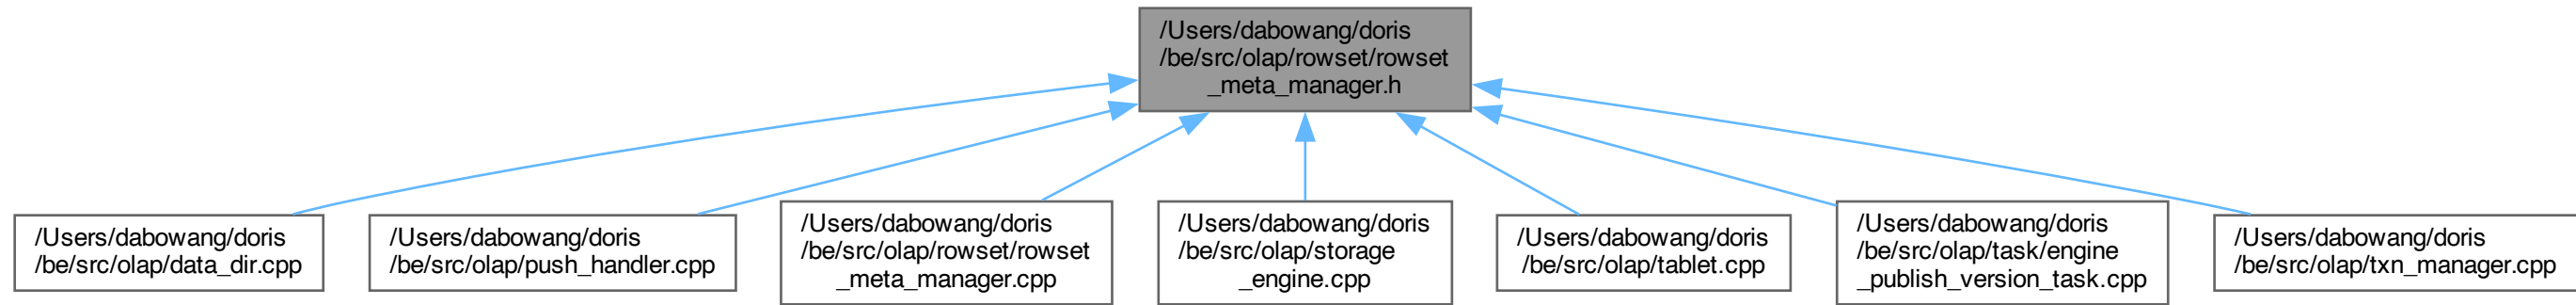 /Users/dabowang/doris
/be/src/olap/rowset/rowset
_meta_manager.h
/Users/dabowang/doris
/be/src/olap/data_dir.cpp
/Users/dabowang/doris
/be/src/olap/push_handler.cpp
/Users/dabowang/doris
/be/src/olap/rowset/rowset
_meta_manager.cpp
/Users/dabowang/doris
/be/src/olap/storage
_engine.cpp
/Users/dabowang/doris
/be/src/olap/tablet.cpp
/Users/dabowang/doris
/be/src/olap/task/engine
_publish_version_task.cpp
/Users/dabowang/doris
/be/src/olap/txn_manager.cpp